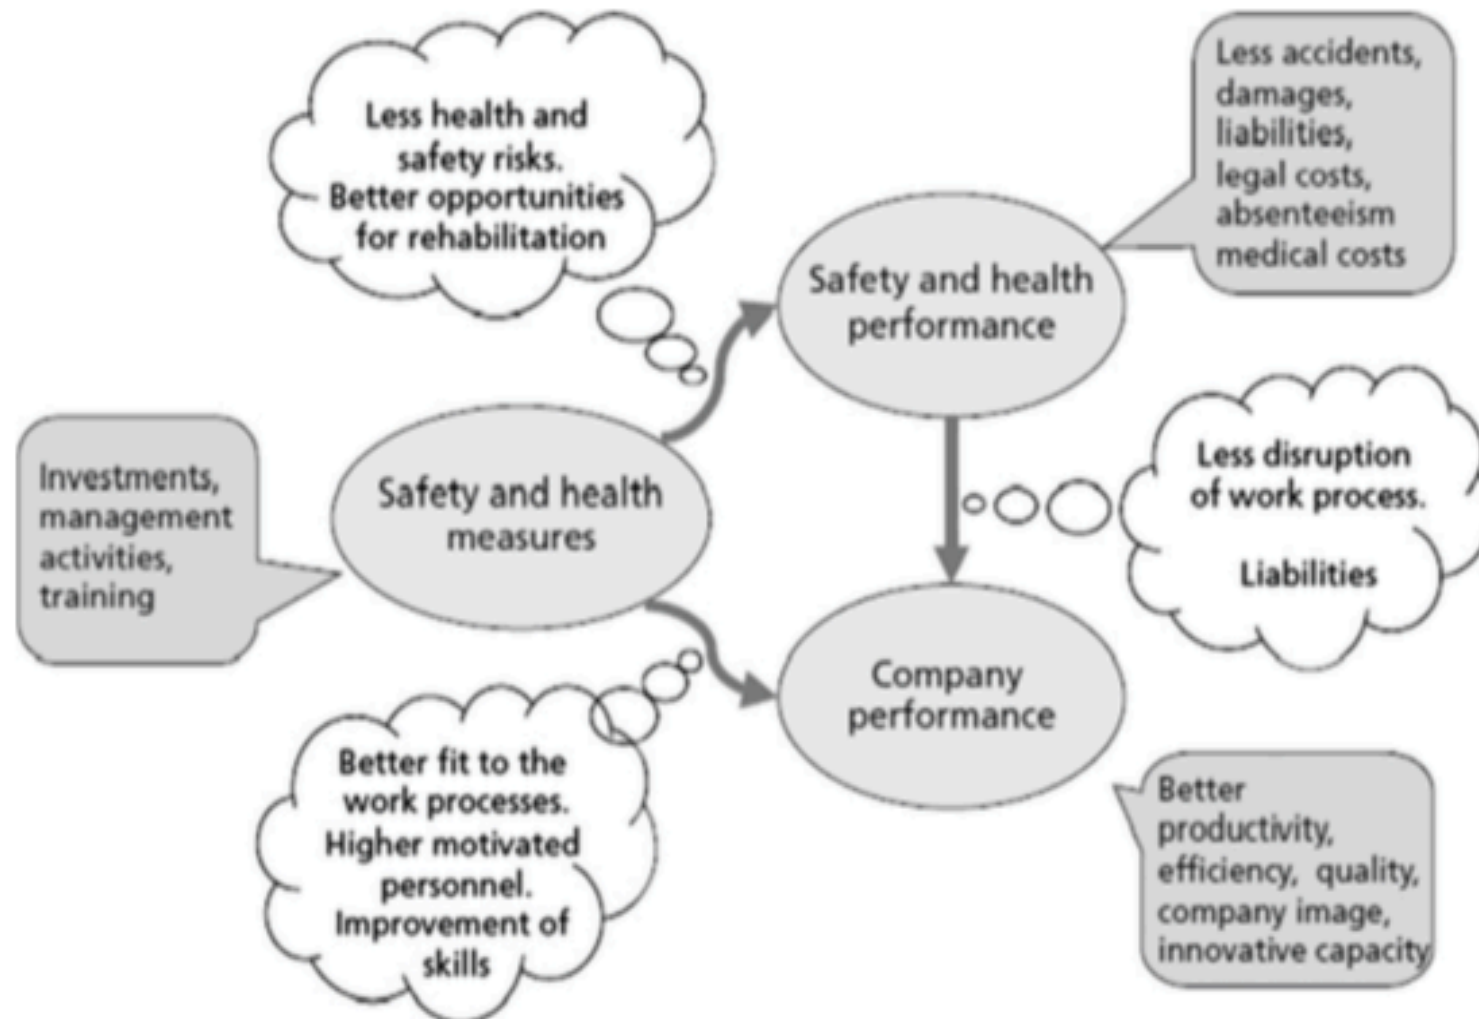 Less health and
safety risks.
Better opportunities
for rehabilitation
Less accidents,
damages,
liabilities,
legal costs,
absenteeism
medical costs
Safety and health
performance
Investments,
management
activities,
training
Safety and health
measures
Less disruption
of work process.
Liabilities
Company
performance
Better fit to the
work processes.
Higher motivated
personnel.
Improvement of
skills
Better
productivity,
efficiency, quality,
company image,
innovative capacity